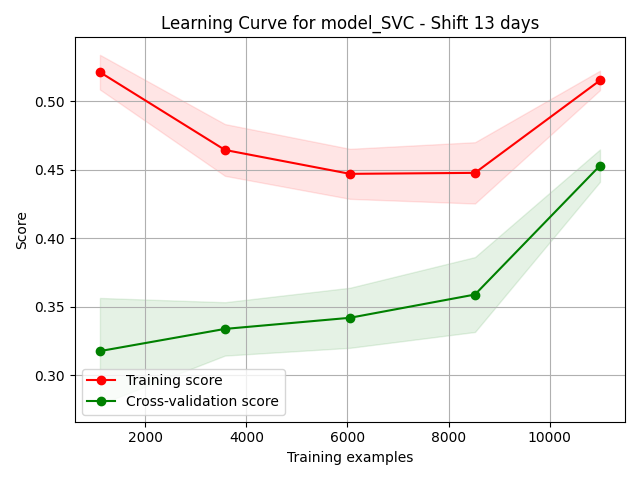 Learning Curve for model_SVC - Shift 13 days
Score
0.50
0.45
0.40
0.35
0.30
Training score
Cross-validation score
2000 4000 6000 8000 10000
Training examples